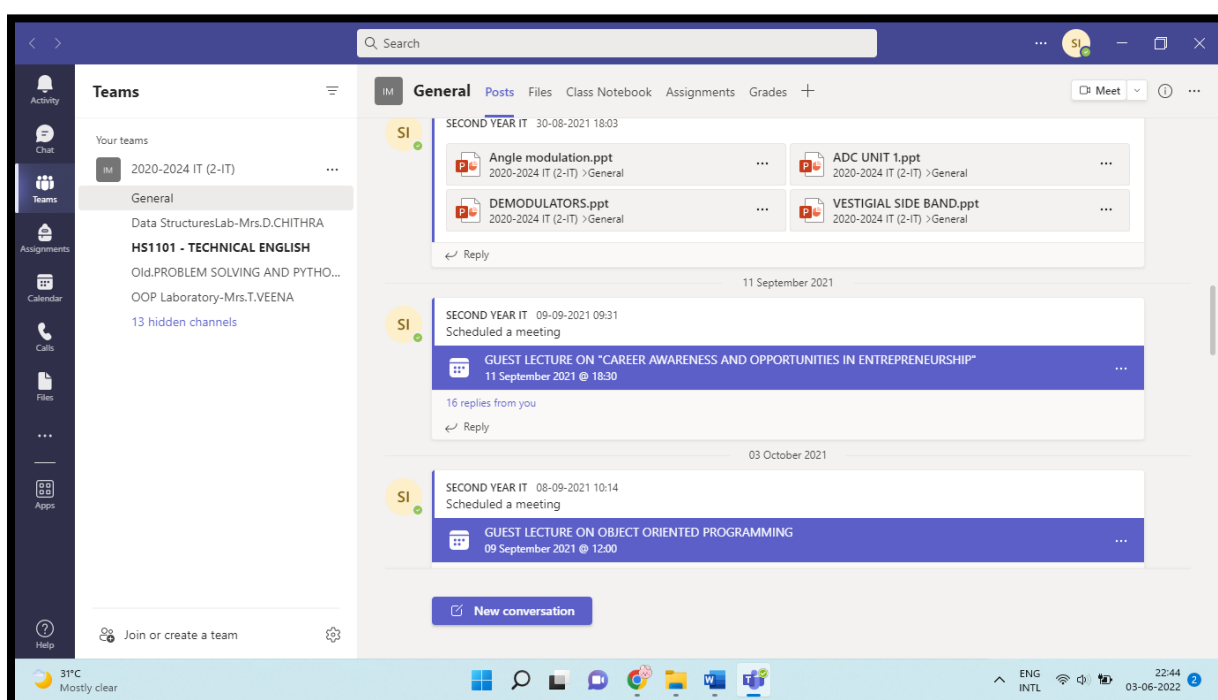 Search
SI
Activity
Chat
Teams
Assignments
Calendar
Calls
Files
Apps
Help
Teams
Your teams
IM
2020-2024 IT (2-IT)
General
Data StructuresLab-Mrs.D.CHITHRA
HS1101 - TECHNICAL ENGLISH
Old.PROBLEM SOLVING AND PYTHO...
OOP Laboratory-Mrs.T.VEENA
13 hidden channels
Join or create a team
IM General Posts Files Class Notebook Assignments Grades
Meet
SI
SECOND YEAR IT 30-08-2021 18:03
Angle modulation.ppt
2020-2024 IT (2-IT) >General
ADC UNIT 1.ppt
2020-2024 IT (2-IT) >General
DEMODULATORS.ppt
2020-2024 IT (2-IT) >General
VESTIGIAL SIDE BAND.ppt
2020-2024 IT (2-IT) >General
Reply
11 September 2021
SI
SECOND YEAR IT 09-09-2021 09:31
Scheduled a meeting
GUEST LECTURE ON "CAREER AWARENESS AND OPPORTUNITIES IN ENTREPRENEURSHIP"
11 September 2021 @ 18:30
16 replies from you
Reply
03 October 2021
SI
SECOND YEAR IT 08-09-2021 10:14
Scheduled a meeting
GUEST LECTURE ON OBJECT ORIENTED PROGRAMMING
09 September 2021 @ 12:00
New conversation
31°C
Mostly clear
ENG
INTL
22:44
03-06-2022
2